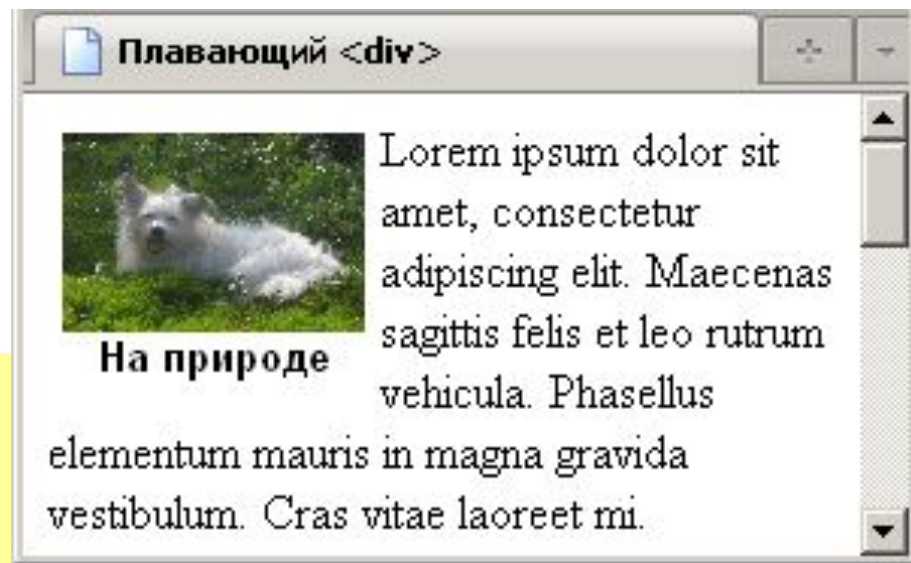 Плавающий <div>
Lorem ipsum dolor sit
amet, consectetur
adipiscing elit. Maecenas
sagittis felis et leo rutrum
vehicula. Phasellus
На природе
elementum mauris in magna gravida
vestibulum. Cras vitae laoreet mi.